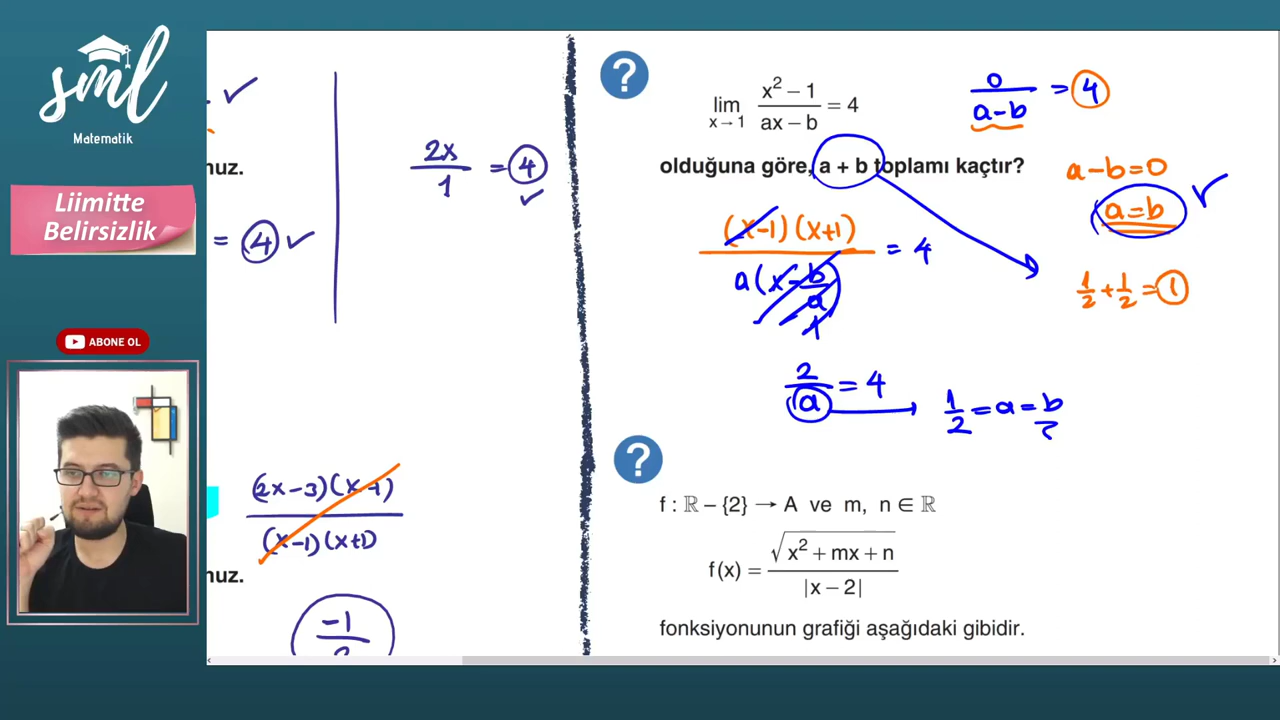 sml
Matematik
Liimitte
Belirsizlik
ABONE OL
nuz.
= 4
2x/1 = 4
(2x-3)(x-1)
(x-1)(x+1)
nuz.
-1
lim x→1 x² – 1 / ax – b = 4
olduğuna göre, a + b toplamı kaçtır?
0/a-b = 4
a-b=0
a=b
1/2+1/2=1
(x-1)(x+1) / a(x-b/a) = 4
1
2/a = 4
1/2=a=b
?
?
f : ℝ – {2} → A ve m, n ∈ ℝ
f(x) = √x² + mx + n / |x – 2|
fonksiyonunun grafiği aşağıdaki gibidir.